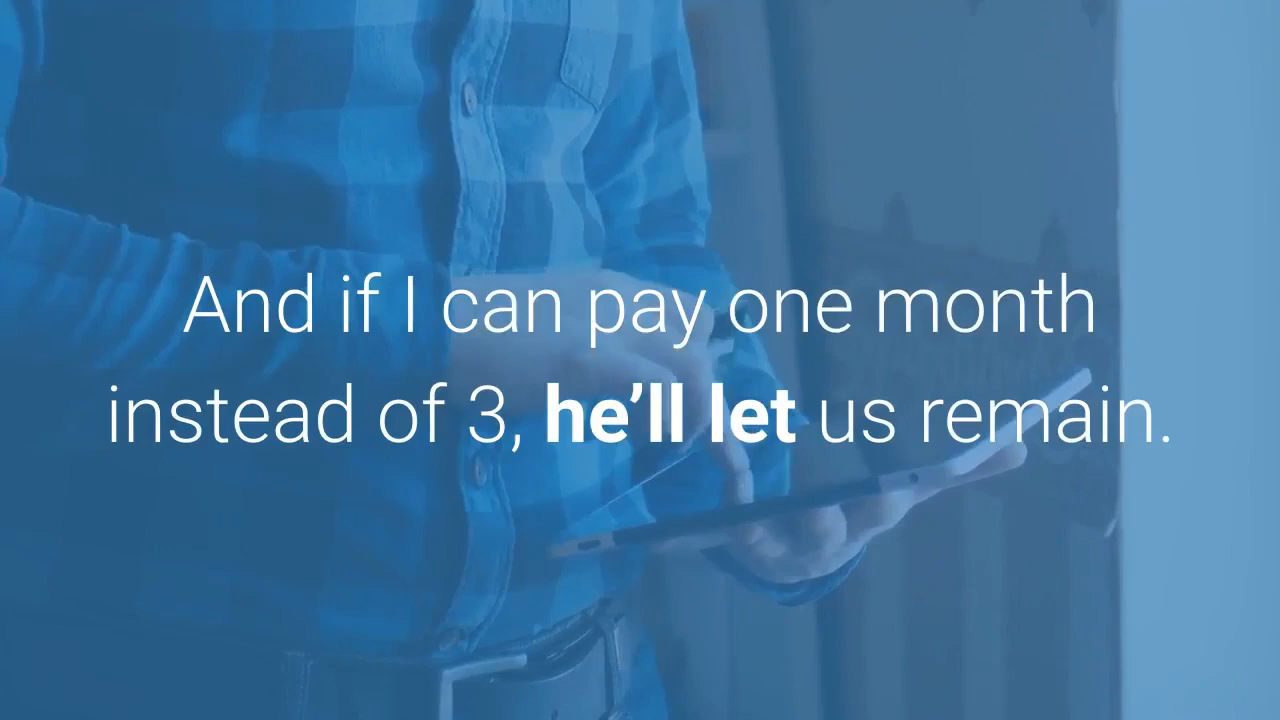 And if I can pay one month
instead of 3, he’ll let us remain.